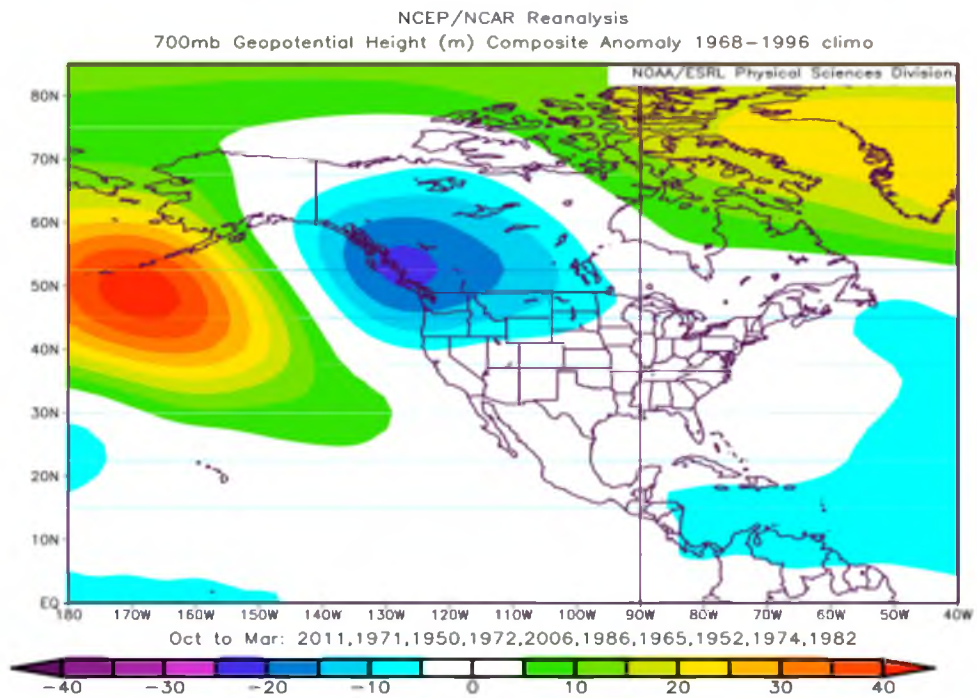 NCEP/NCAR Reanalysis
700mb Geopotential Height (m) Composite Anomaly 1968-1996 climo
NOAA/ESRL Physical Sciences Division
80N
70N
60N
50N
40N
30N
20N
10N
EQ
180 170W 160W 150W 140W 130W 120W 110W 100W 90W 80W 70W 60W 50W 40W
Oct to Mar: 2011,1971,1950,1972,2006,1986,1965,1952,1974,1982
-40 -30 -20 -10 0 10 20 30 40